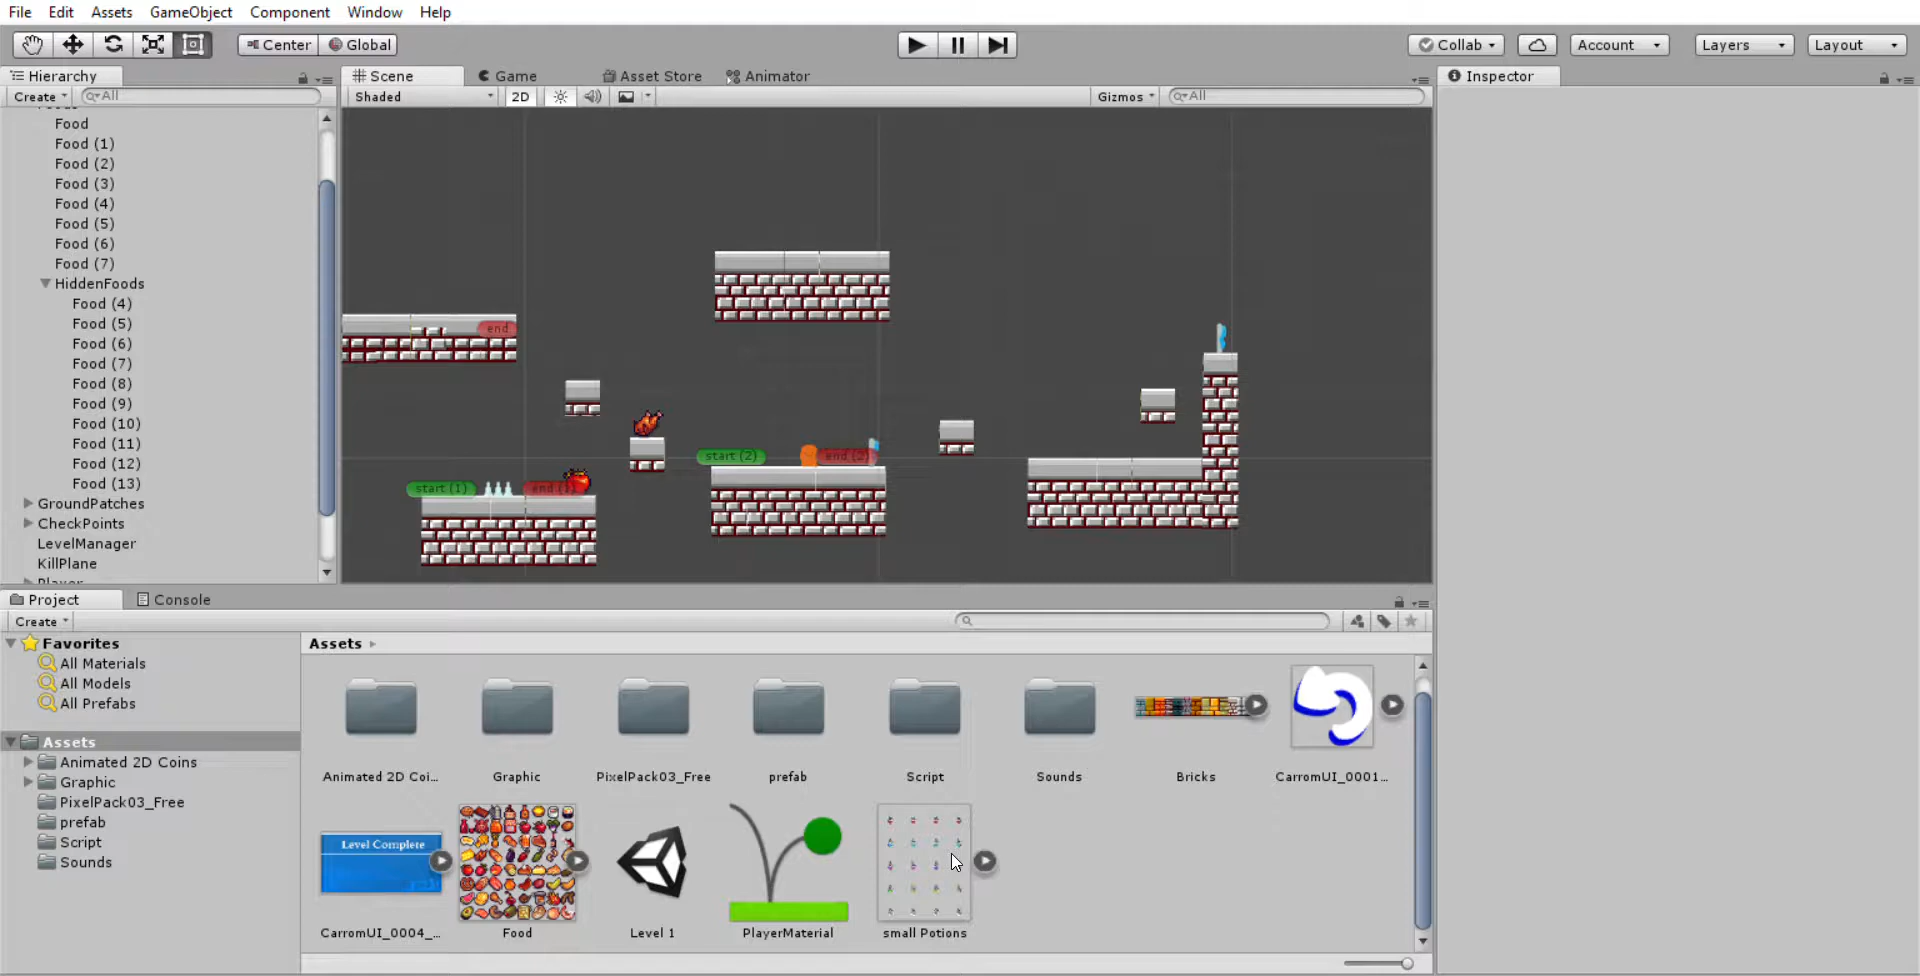 File Edit Assets GameObject Component Window Help
Center Global Collab Account Layers Layout
Hierarchy
Create All
Food
Food (1)
Food (2)
Food (3)
Food (4)
Food (5)
Food (6)
Food (7)
HiddenFoods
Food (4)
Food (5)
Food (6)
Food (7)
Food (8)
Food (9)
Food (10)
Food (11)
Food (12)
Food (13)
GroundPatches
CheckPoints
LevelManager
KillPlane
Scene Game Asset Store Animator
Shaded 2D Gizmos All
end
start (2) end (2)
start (1) end (1)
Inspector
Project Console
Create
Favorites
All Materials
All Models
All Prefabs
Assets
Animated 2D Coins
Graphic
PixelPack03_Free
prefab
Script
Sounds
Assets
Animated 2D Coi... Graphic PixelPack03_Free prefab Script Sounds Bricks CarromUI_0001...
Level Complete
CarromUI_0004_... Food Level 1 PlayerMaterial small Potions